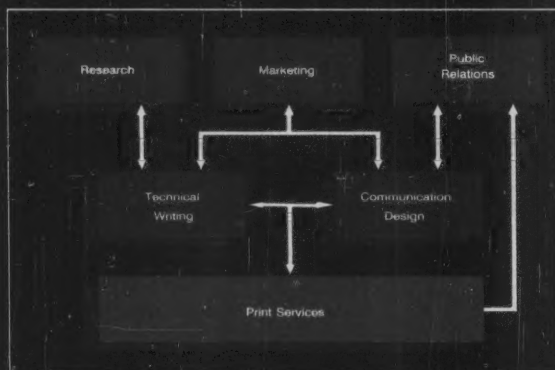 Research
Marketing
Public
Relations
Technical
Writing
Communication
Design
Print Services